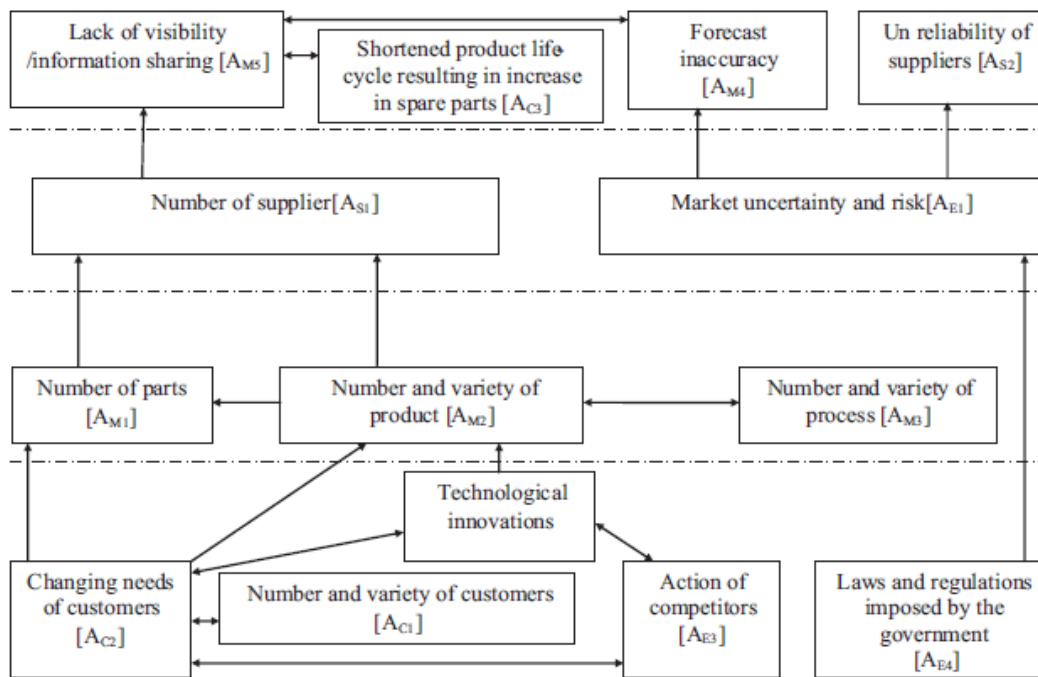 Lack of visibility
/information sharing [AM5]
Shortened product life
cycle resulting in increase
in spare parts [AC3]
Forecast
inaccuracy
[AM4]
Un reliability of
suppliers [AS2]
Number of supplier[AS1]
Market uncertainty and risk[AE1]
Number of parts
[AM1]
Number and variety of
product [AM2]
Number and variety of
process [AM3]
Technological
innovations
Changing needs
of customers
[AC2]
Number and variety of customers
[AC1]
Action of
competitors
[AE3]
Laws and regulations
imposed by the
government
[AE4]